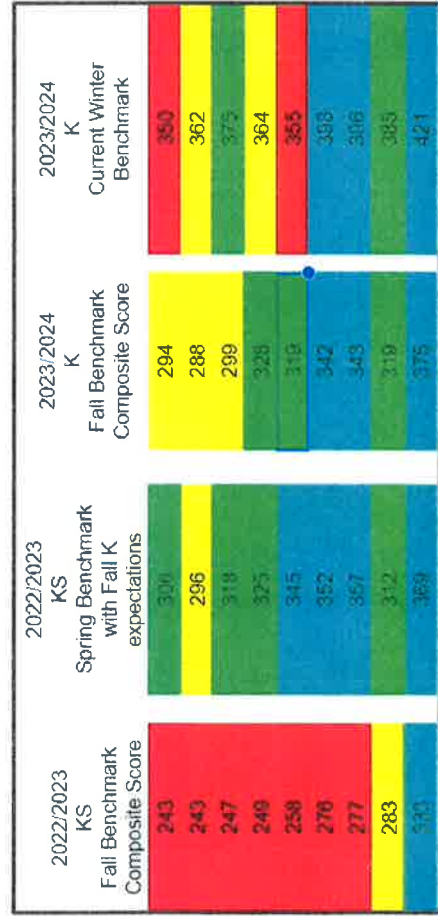 2022/2023
KS
Fall Benchmark
Composite Score
2022/2023
KS
Spring Benchmark
with Fall K
expectations
2023/2024
K
Fall Benchmark
Composite Score
2023/2024
K
Current Winter
Benchmark
243 306 294 350
243 296 288 362
247 318 299 375
249 325 328 364
258 345 319 355
276 352 342 398
277 357 343 396
283 312 319 385
333 369 375 421